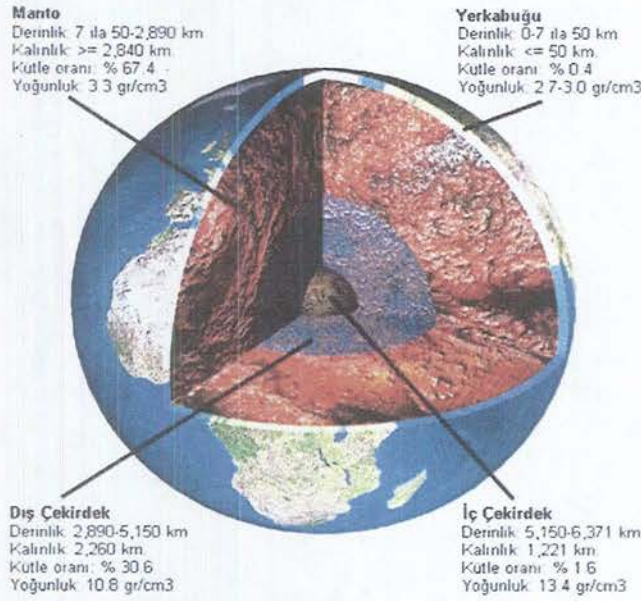 Manto
Derinlik: 7 ila 50-2,890 km
Kalınlık: >= 2,840 km.
Kütle oranı: % 67.4
Yoğunluk: 3.3 gr/cm3
Yerkabuğu
Derinlik: 0-7 ila 50 km
Kalınlık: <= 50 km.
Kütle oranı: % 0.4
Yoğunluk: 2.7-3.0 gr/cm3
Dış Çekirdek
Derinlik: 2,890-5,150 km
Kalınlık: 2,260 km.
Kütle oranı: % 30.6
Yoğunluk: 10.8 gr/cm3
İç Çekirdek
Derinlik: 5,150-6,371 km
Kalınlık: 1,221 km.
Kütle oranı: % 1.6
Yoğunluk: 13.4 gr/cm3